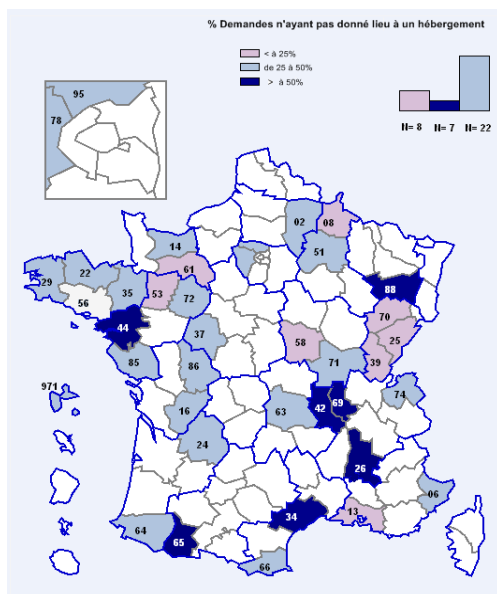 % Demandes n'ayant pas donné lieu à un hébergement
< à 25%
de 25 à 50%
> à 50%
N= 8 N= 7 N= 22
95
78
02 08
14
51
61
22
29 35 53 72 88
56
44 70
37 25
58
85 86 71 39
971 74
16 63 42 69
24
26
06
34 13
64
65
66